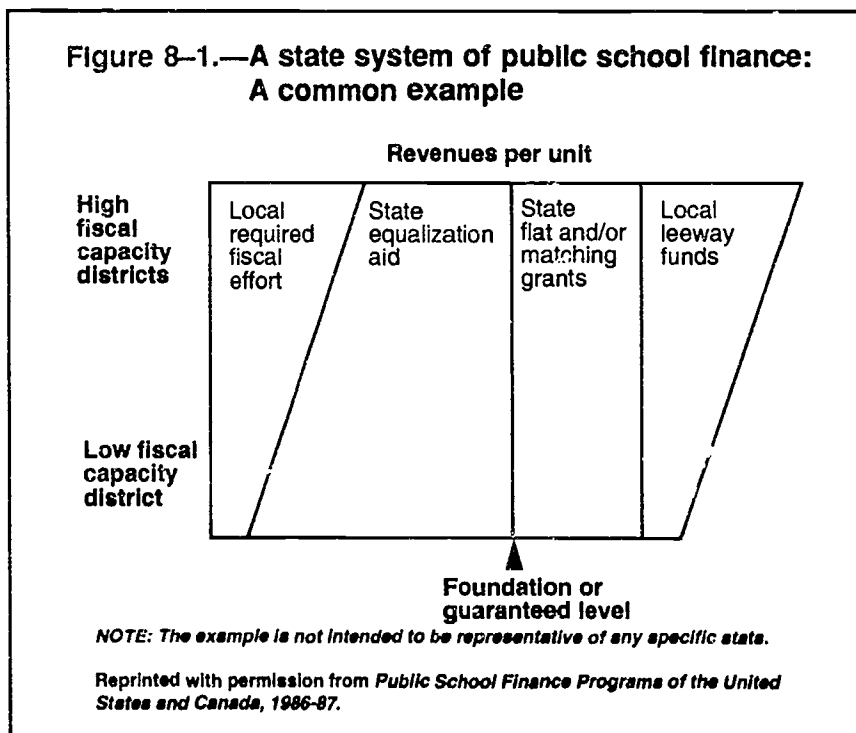 Figure 8–1.—A state system of public school finance:
A common example
Revenues per unit
High
fiscal
capacity
districts
Local
required
fiscal
effort
State
equalization
aid
State
flat and/or
matching
grants
Local
leeway
funds
Low fiscal
capacity
district
Foundation or
guaranteed level
NOTE: The example is not intended to be representative of any specific state.
Reprinted with permission from Public School Finance Programs of the United
States and Canada, 1986-87.